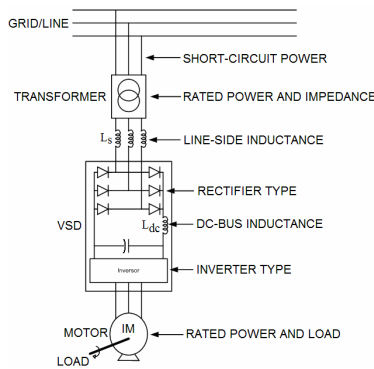 GRID/LINE
SHORT-CIRCUIT POWER
TRANSFORMER
RATED POWER AND IMPEDANCE
Ls
LINE-SIDE INDUCTANCE
RECTIFIER TYPE
VSD
Ldc
DC-BUS INDUCTANCE
Inversor
INVERTER TYPE
MOTOR
IM
RATED POWER AND LOAD
LOAD